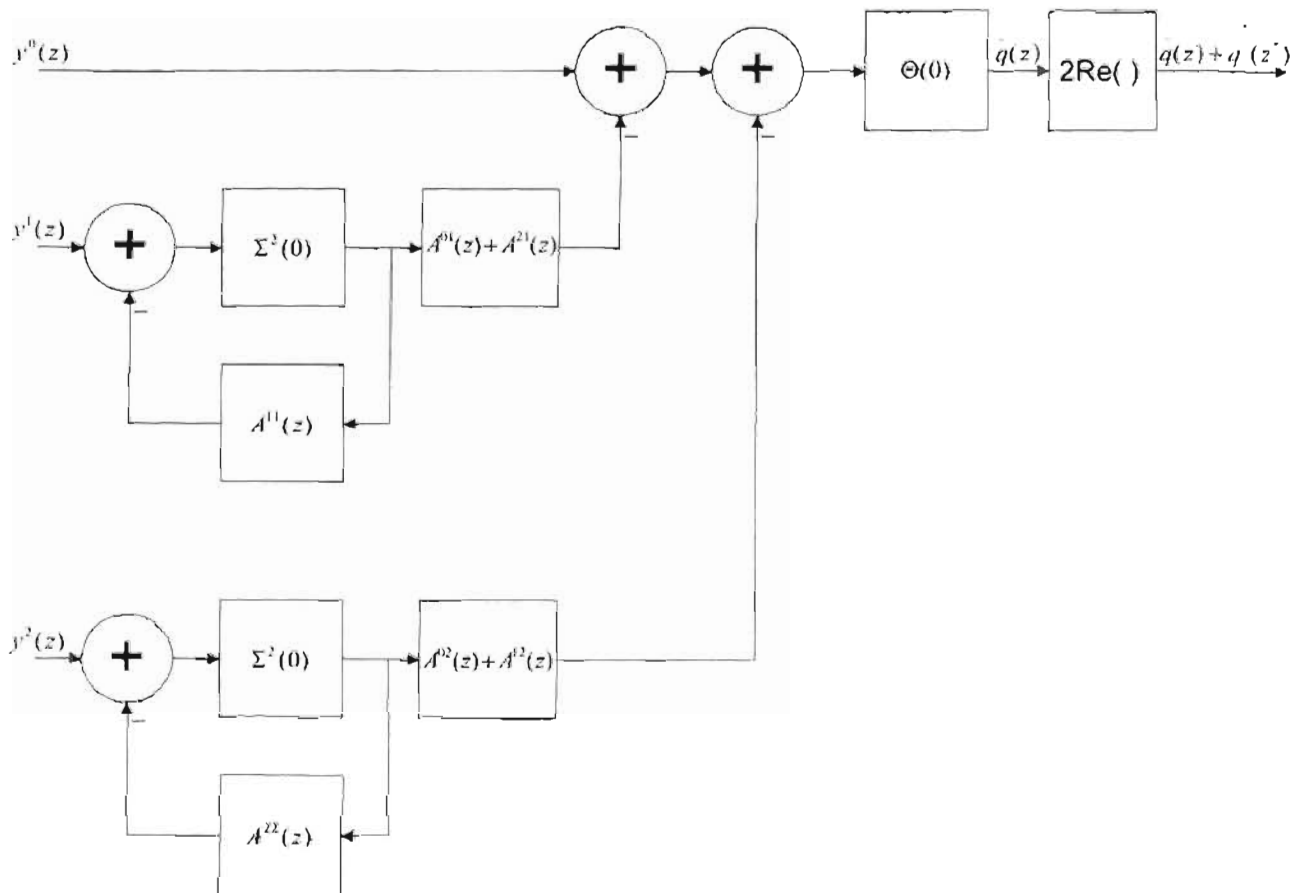 y⁰(z)
+
+
Θ(0)
q(z)
2Re( )
q(z) + q*(z*)
−
−
y¹(z)
+
Σ²(0)
A⁰¹(z) + A²¹(z)
−
A¹¹(z)
y²(z)
+
Σ²(0)
A⁰²(z) + A¹²(z)
−
A²²(z)